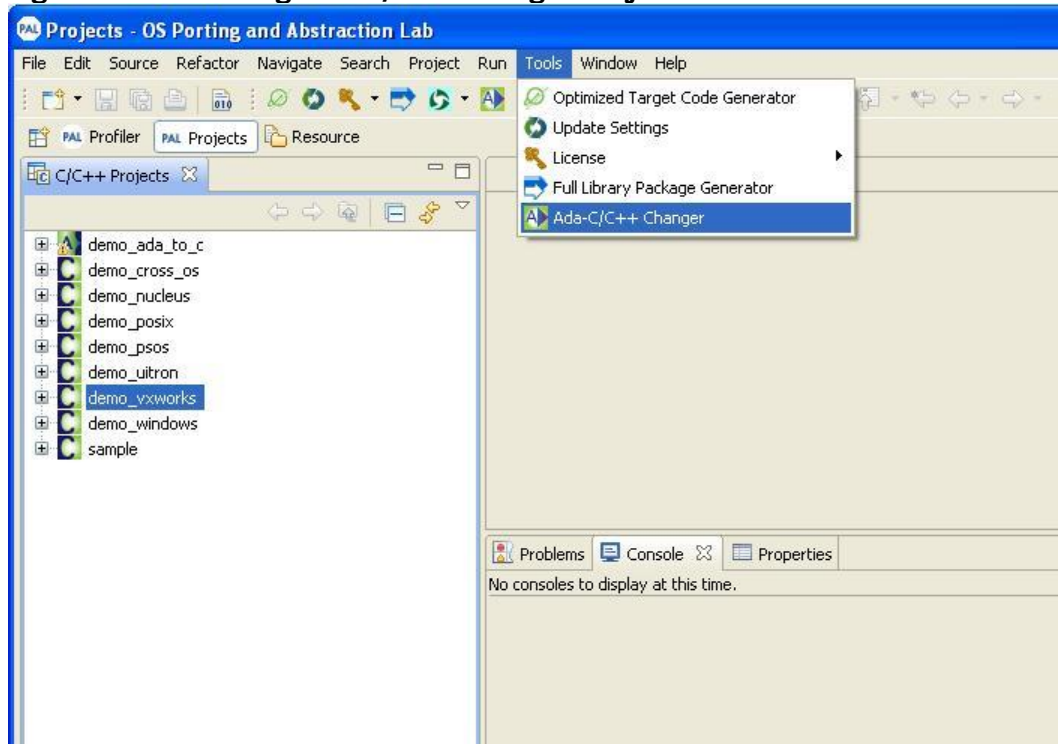 PAL Projects - OS Porting and Abstraction Lab
File Edit Source Refactor Navigate Search Project Run Tools Window Help
010
PAL Profiler PAL Projects Resource
Optimized Target Code Generator
Update Settings
License
Full Library Package Generator
Ada-C/C++ Changer
C/C++ Projects
demo_ada_to_c
demo_cross_os
demo_nucleus
demo_posix
demo_psos
demo_uitron
demo_vxworks
demo_windows
sample
Problems Console Properties
No consoles to display at this time.